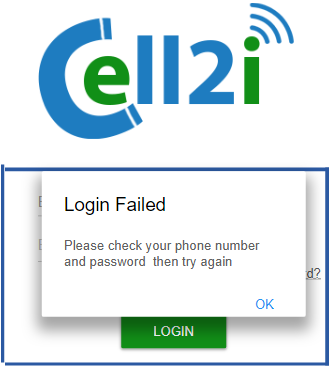 Cell2i
Login Failed
E
Please check your phone number
E
and password  then try again
d?
OK
LOGIN